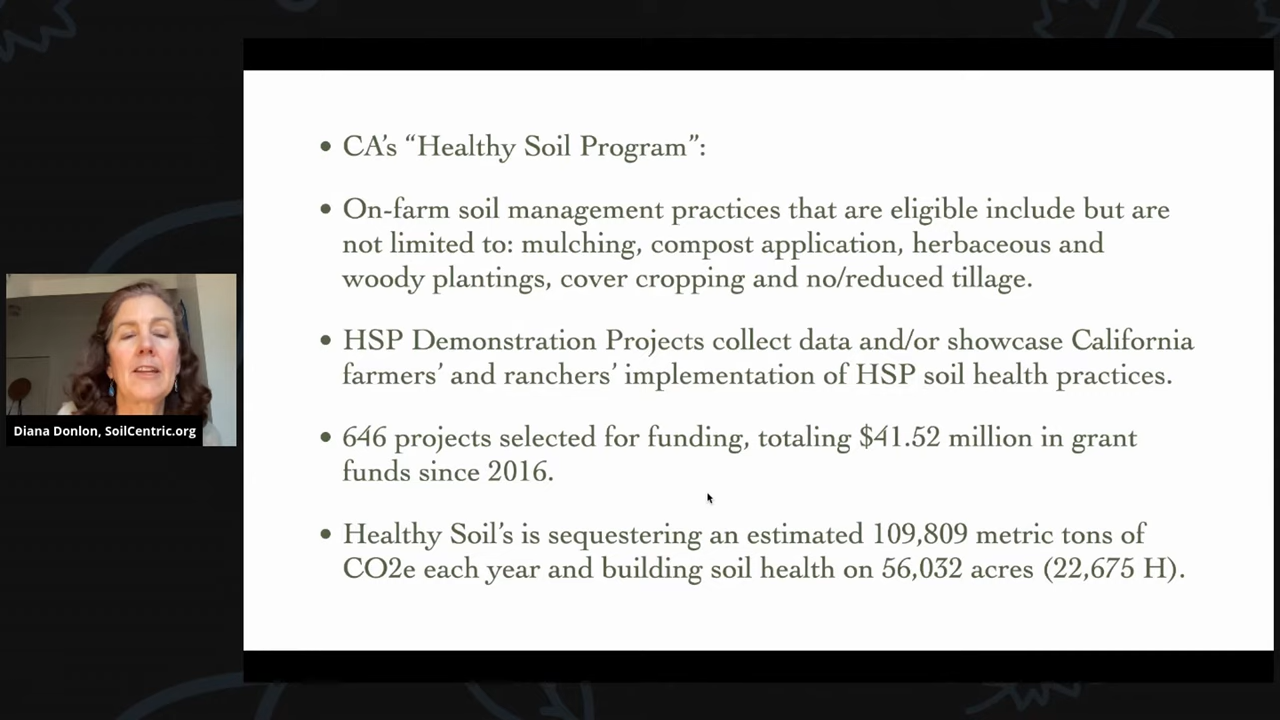 • CA’s “Healthy Soil Program”:
• On-farm soil management practices that are eligible include but are
not limited to: mulching, compost application, herbaceous and
woody plantings, cover cropping and no/reduced tillage.
• HSP Demonstration Projects collect data and/or showcase California
farmers’ and ranchers’ implementation of HSP soil health practices.
• 646 projects selected for funding, totaling $41.52 million in grant
funds since 2016.
• Healthy Soil’s is sequestering an estimated 109,809 metric tons of
CO2e each year and building soil health on 56,032 acres (22,675 H).
Diana Donlon, SoilCentric.org